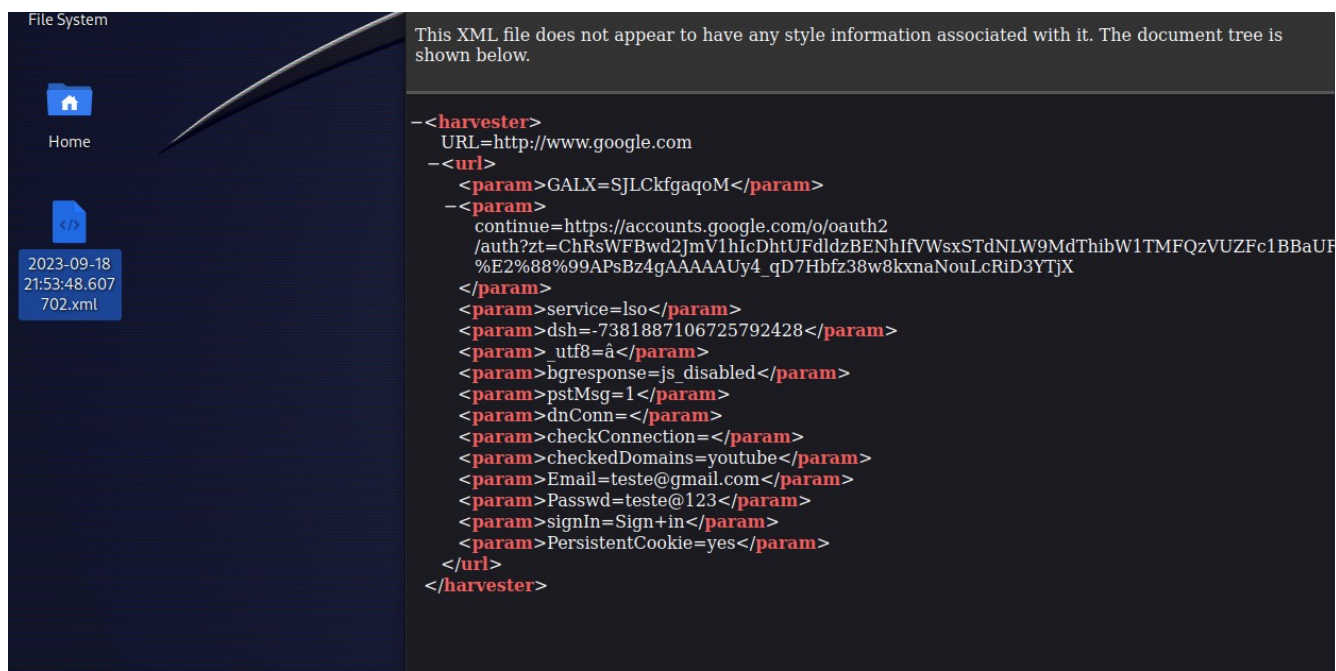 File System
Home
2023-09-18
21:53:48.607
702.xml
This XML file does not appear to have any style information associated with it. The document tree is
shown below.
−<harvester>
URL=http://www.google.com
−<url>
<param>GALX=SJLCkfgaqoM</param>
−<param>
continue=https://accounts.google.com/o/oauth2
/auth?zt=ChRsWFBwd2JmV1hIcDhtUFdldzBENhIfVWsxSTdNLW9MdThibW1TMFQzVUZFc1BBaUF
%E2%88%99APsBz4gAAAAAUy4_qD7Hbfz38w8kxnaNouLcRiD3YTjX
</param>
<param>service=lso</param>
<param>dsh=-7381887106725792428</param>
<param>_utf8=â</param>
<param>bgresponse=js_disabled</param>
<param>pstMsg=1</param>
<param>dnConn=</param>
<param>checkConnection=</param>
<param>checkedDomains=youtube</param>
<param>Email=teste@gmail.com</param>
<param>Passwd=teste@123</param>
<param>signIn=Sign+in</param>
<param>PersistentCookie=yes</param>
</url>
</harvester>